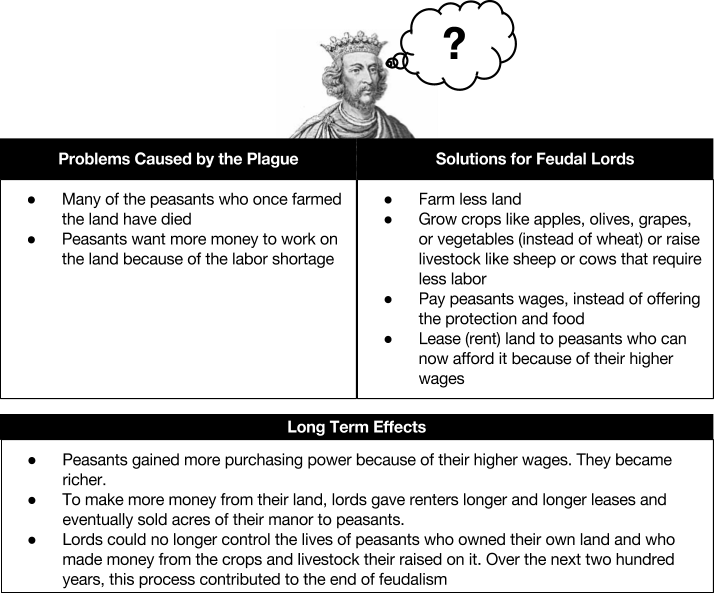 ?
Problems Caused by the Plague
Solutions for Feudal Lords
● Many of the peasants who once farmed
the land have died
● Peasants want more money to work on
the land because of the labor shortage
● Farm less land
● Grow crops like apples, olives, grapes,
or vegetables (instead of wheat) or raise
livestock like sheep or cows that require
less labor
● Pay peasants wages, instead of offering
the protection and food
● Lease (rent) land to peasants who can
now afford it because of their higher
wages
Long Term Effects
● Peasants gained more purchasing power because of their higher wages. They became
richer.
● To make more money from their land, lords gave renters longer and longer leases and
eventually sold acres of their manor to peasants.
● Lords could no longer control the lives of peasants who owned their own land and who
made money from the crops and livestock their raised on it. Over the next two hundred
years, this process contributed to the end of feudalism